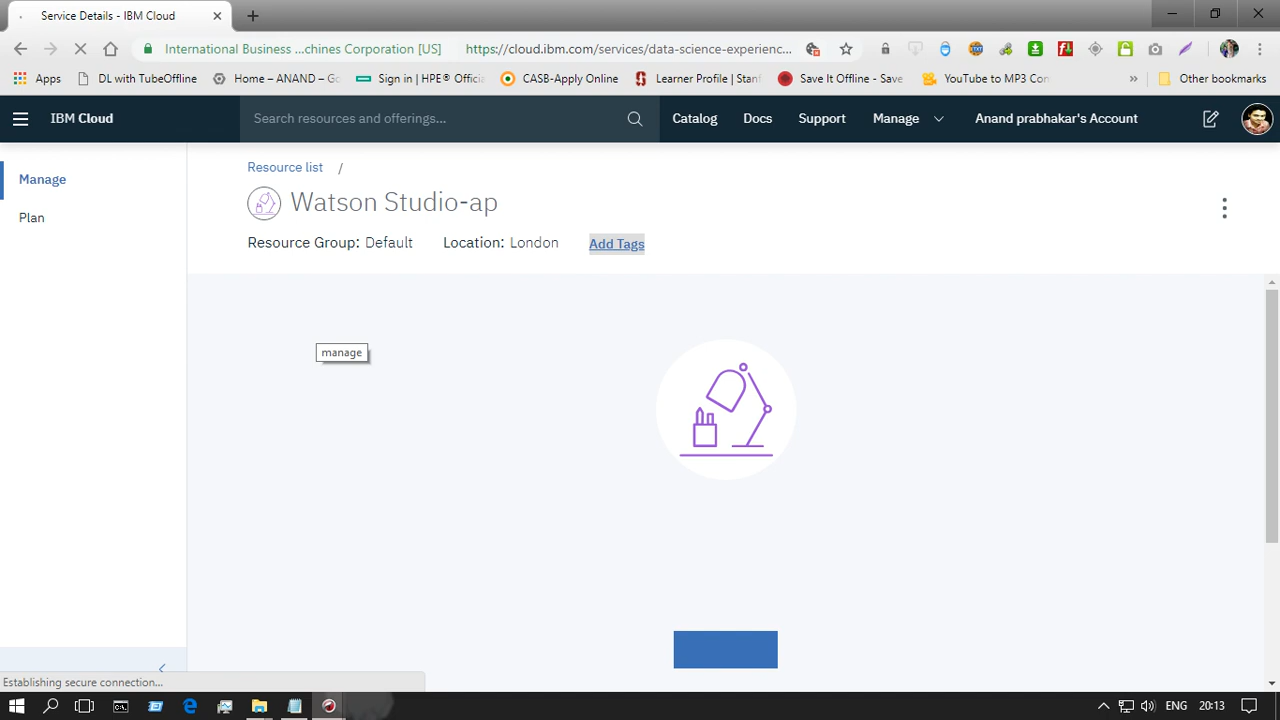 Service Details - IBM Cloud
International Business ...chines Corporation [US]
https://cloud.ibm.com/services/data-science-experienc...
Apps
DL with TubeOffline
Home – ANAND – Go
Sign in | HPE® Offici
CASB-Apply Online
Learner Profile | Stanf
Save It Offline - Save
YouTube to MP3 Con
Other bookmarks
IBM Cloud
Search resources and offerings...
Catalog
Docs
Support
Manage
Anand prabhakar's Account
Manage
Plan
Resource list /
Watson Studio-ap
Resource Group: Default
Location: London
Add Tags
manage
Establishing secure connection...
ENG
20:13